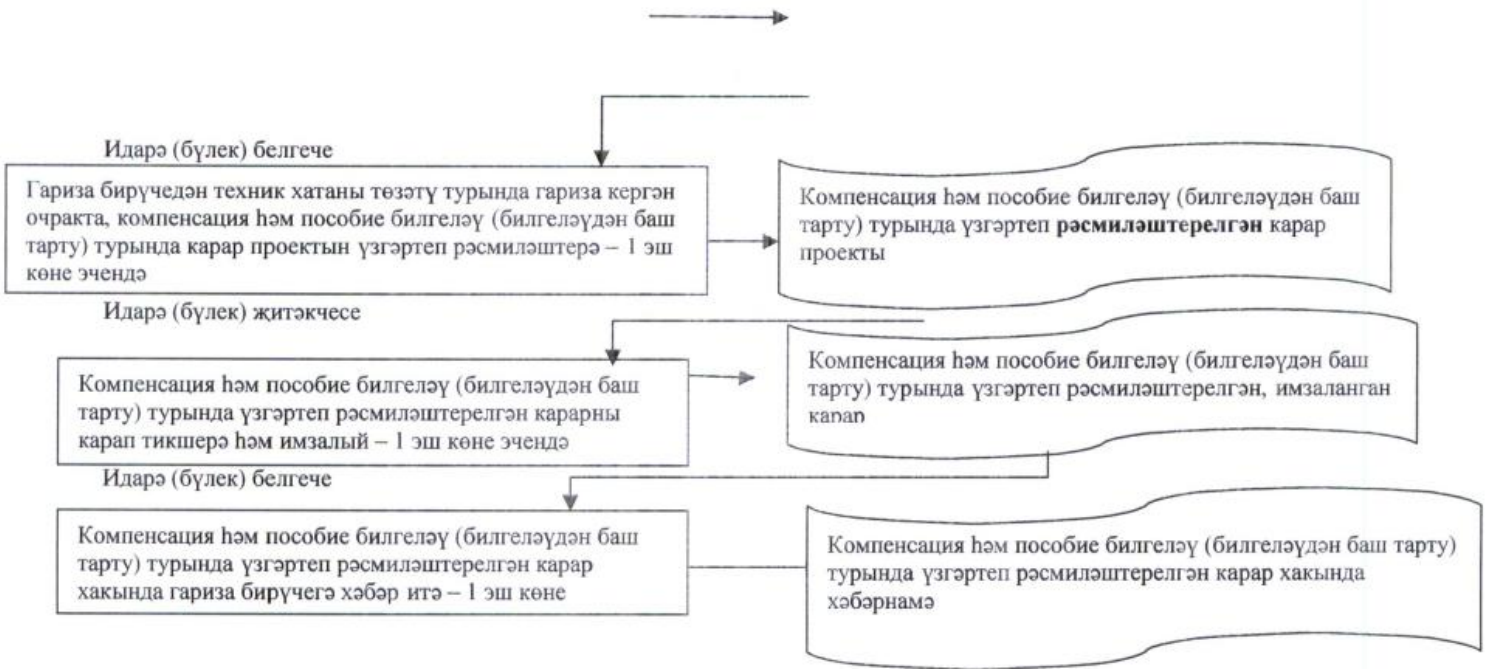 Идарә (бүлек) белгече
Гариза бирүчедән техник хатаны төзәтү турында гариза кергән
очракта, компенсация һәм пособие билгеләү (билгеләүдән баш
тарту) турында карар проектын үзгәртеп рәсмиләштерә – 1 эш
көне эчендә
Компенсация һәм пособие билгеләү (билгеләүдән баш
тарту) турында үзгәртеп рәсмиләштерелгән карар
проекты
Идарә (бүлек) җитәкчесе
Компенсация һәм пособие билгеләү (билгеләүдән баш
тарту) турында үзгәртеп рәсмиләштерелгән карарны
карап тикшерә һәм имзалый – 1 эш көне эчендә
Компенсация һәм пособие билгеләү (билгеләүдән баш
тарту) турында үзгәртеп рәсмиләштерелгән, имзаланган
карар
Идарә (бүлек) белгече
Компенсация һәм пособие билгеләү (билгеләүдән баш
тарту) турында үзгәртеп рәсмиләштерелгән карар
хакында гариза бирүчегә хәбәр итә – 1 эш көне
Компенсация һәм пособие билгеләү (билгеләүдән баш тарту)
турында үзгәртеп рәсмиләштерелгән карар хакында
хәбәрнамә